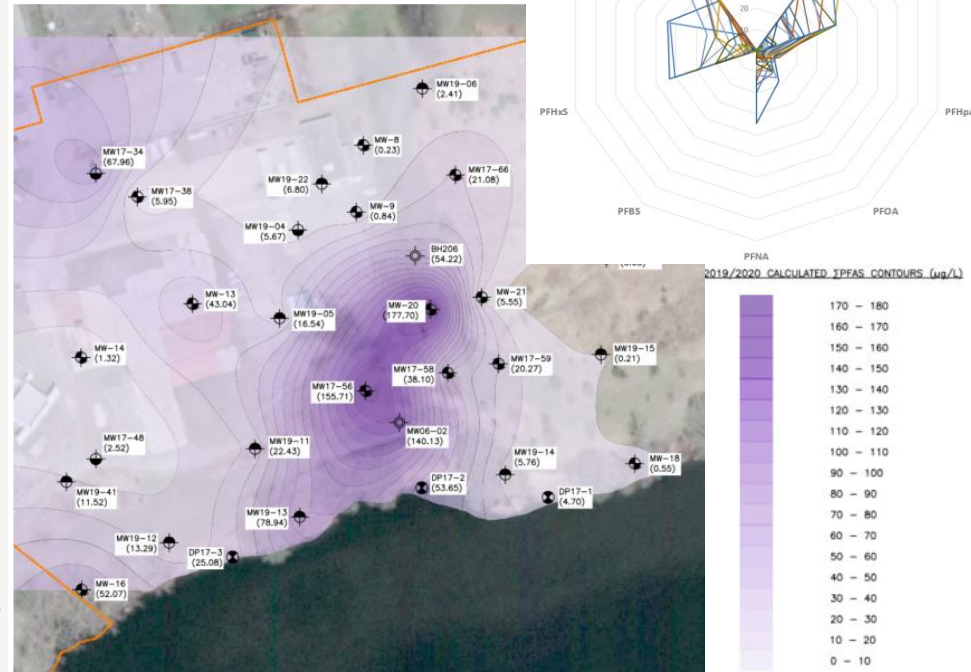 MW19-06
(2.41)
MW-8
(0.23)
MW17-34
(67.96)
MW19-22
(6.80)
MW17-66
(21.08)
MW17-38
(5.95)
MW-9
(0.84)
MW19-04
(5.67)
BH206
(54.22)
MW-13
(43.04)
MW-20
(177.70)
MW-21
(5.55)
MW19-05
(16.54)
MW-14
(1.32)
MW17-58
(38.10)
MW17-59
(20.27)
MW19-15
(0.21)
MW17-56
(155.71)
MW06-02
(140.13)
MW17-48
(2.52)
MW19-11
(22.43)
MW19-14
(5.76)
MW-18
(0.55)
MW19-41
(11.52)
DP17-2
(53.65)
DP17-1
(4.70)
MW19-13
(78.94)
MW19-12
(13.29)
DP17-3
(25.08)
MW-16
(52.07)
20
PFHxS
PFBS
PFNA
PFOA
2019/2020 CALCULATED ΣPFAS CONTOURS (µg/L)
170 - 180
160 - 170
150 - 160
140 - 150
130 - 140
120 - 130
110 - 120
100 - 110
90 - 100
80 - 90
70 - 80
60 - 70
50 - 60
40 - 50
30 - 40
20 - 30
10 - 20
0 - 10